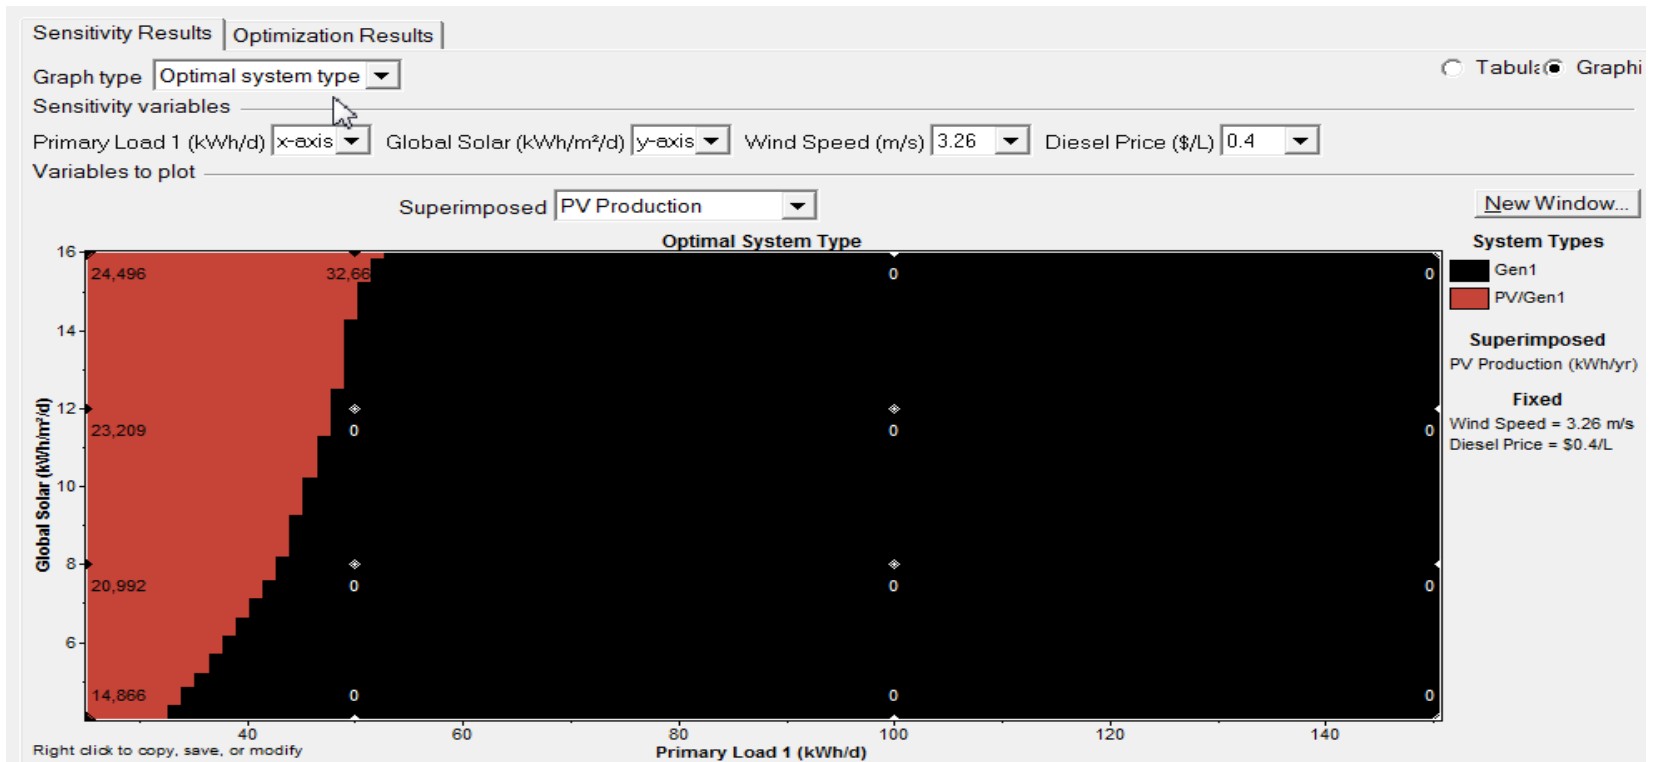 Sensitivity Results Optimization Results
Graph type Optimal system type Tabula Graphi
Sensitivity variables
Primary Load 1 (kWh/d) x-axis Global Solar (kWh/m²/d) y-axis Wind Speed (m/s) 3.26 Diesel Price ($/L) 0.4
Variables to plot
Superimposed PV Production New Window...
Optimal System Type
System Types
Gen1
PV/Gen1
Superimposed
PV Production (kWh/yr)
Fixed
Wind Speed = 3.26 m/s
Diesel Price = $0.4/L
Global Solar (kWh/m²/d)
16
14
12
10
8
6
24,496 32,66 0 0
23,209 0 0 0
20,992 0 0 0
14,866 0 0 0
40 60 80 100 120 140
Primary Load 1 (kWh/d)
Right click to copy, save, or modify